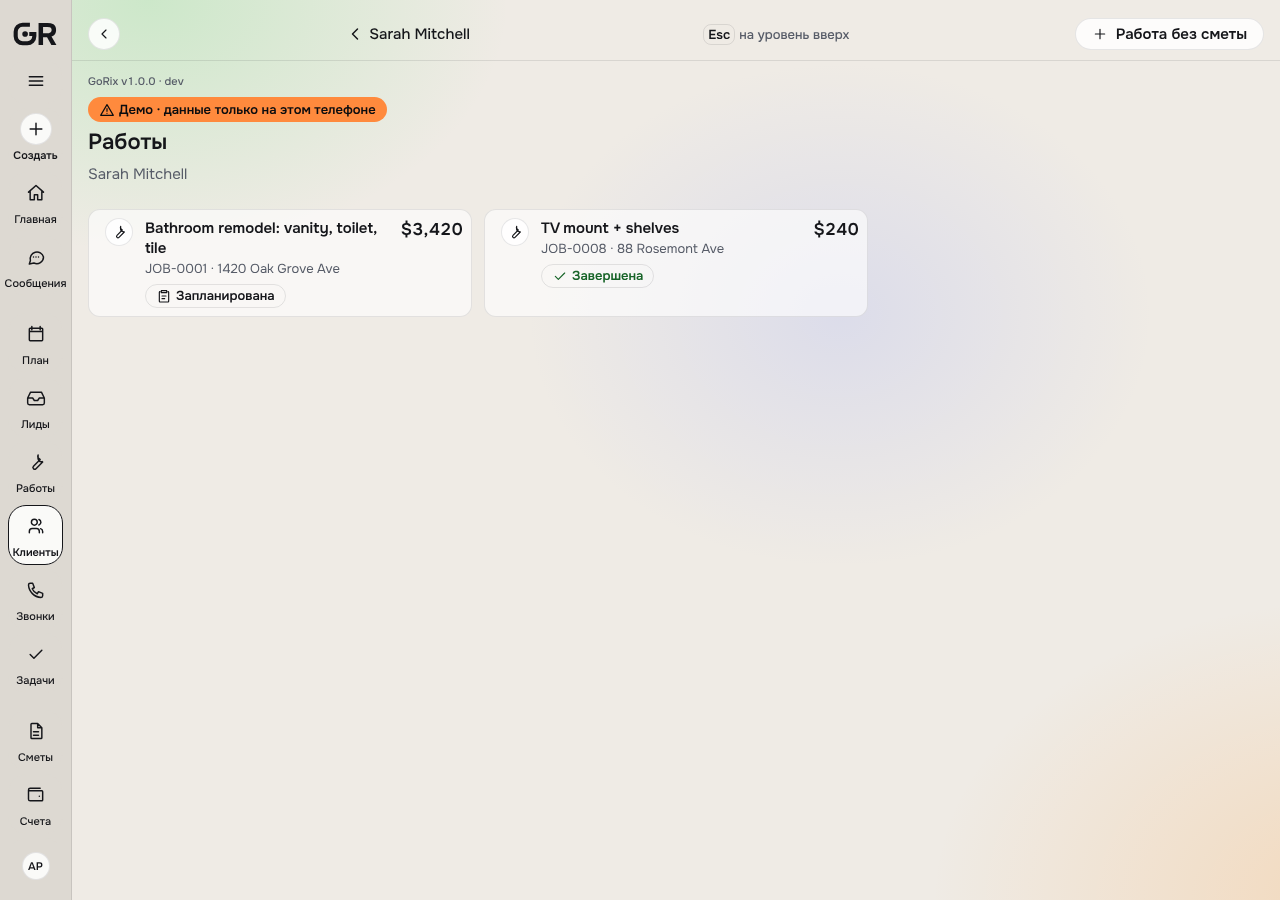 GR
Sarah Mitchell
Esc на уровень вверх
Работа без сметы
GoRix v1.0.0 · dev
Демо · данные только на этом телефоне
Работы
Sarah Mitchell
Bathroom remodel: vanity, toilet,
tile
$3,420
JOB-0001 · 1420 Oak Grove Ave
Запланирована
TV mount + shelves
$240
JOB-0008 · 88 Rosemont Ave
Завершена
Создать
Главная
Сообщения
План
Лиды
Работы
Клиенты
Звонки
Задачи
Сметы
Счета
AP